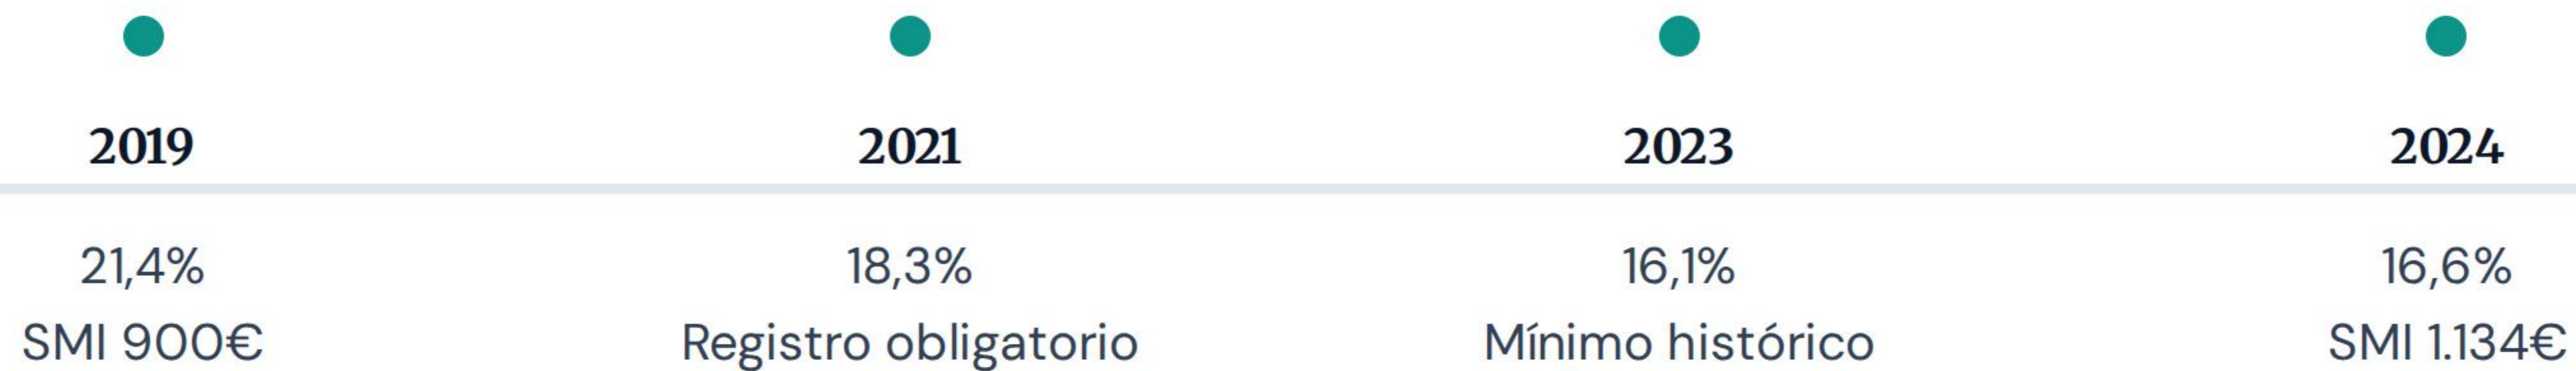 2019
21,4%
SMI 900€
2021
18,3%
Registro obligatorio
2023
16,1%
Mínimo histórico
2024
16,6%
SMI 1.134€